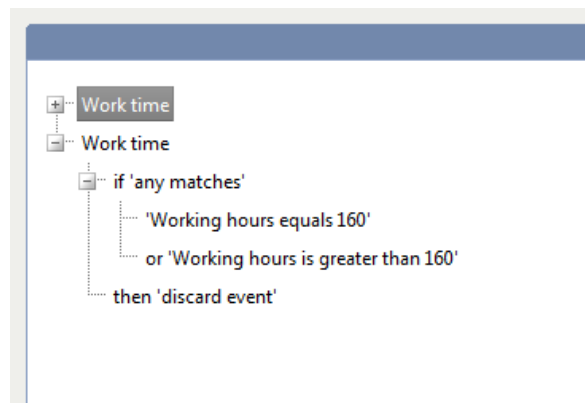 Work time
Work time
if 'any matches'
'Working hours equals 160'
or 'Working hours is greater than 160'
then 'discard event'